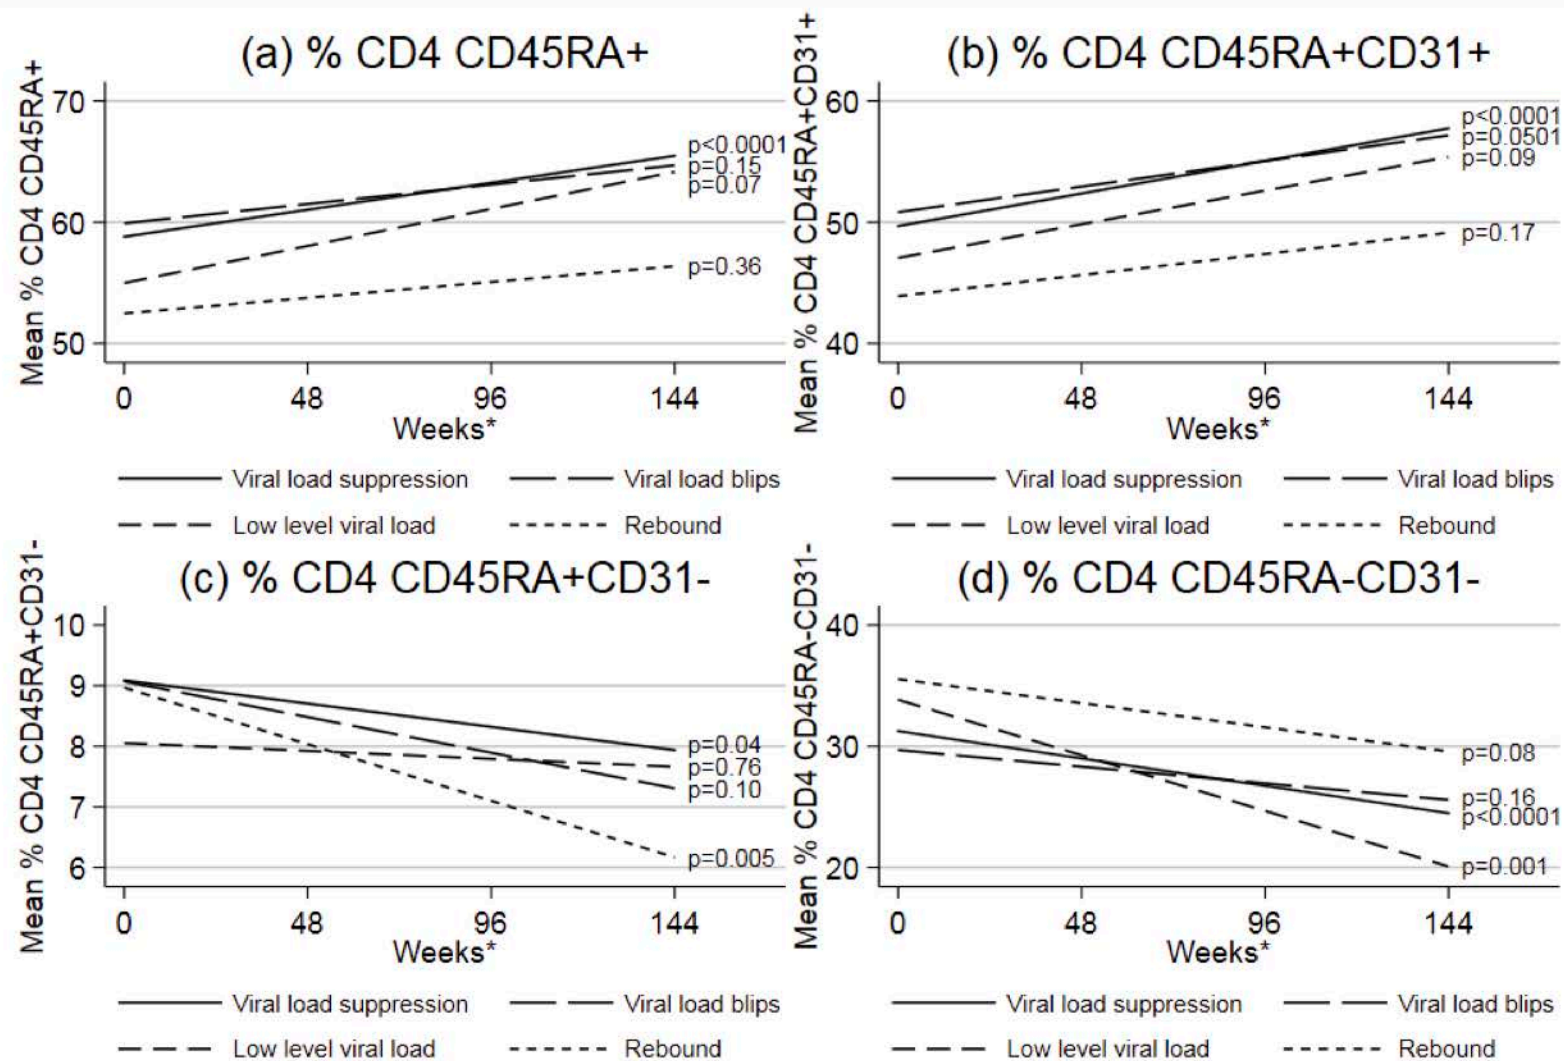 (a) % CD4 CD45RA+
Mean % CD4 CD45RA+
70
60
50
p<0.0001
p=0.15
p=0.07
p=0.36
0 48 96 144
Weeks*
Viral load suppression Viral load blips
Low level viral load Rebound
(b) % CD4 CD45RA+CD31+
Mean % CD4 CD45RA+CD31+
60
50
40
p<0.0001
p=0.0501
p=0.09
p=0.17
0 48 96 144
Weeks*
Viral load suppression Viral load blips
Low level viral load Rebound
(c) % CD4 CD45RA+CD31-
Mean % CD4 CD45RA+CD31-
10
9
8
7
6
p=0.04
p=0.76
p=0.10
p=0.005
0 48 96 144
Weeks*
Viral load suppression Viral load blips
Low level viral load Rebound
(d) % CD4 CD45RA-CD31-
Mean % CD4 CD45RA-CD31-
40
30
20
p=0.08
p=0.16
p<0.0001
p=0.001
0 48 96 144
Weeks*
Viral load suppression Viral load blips
Low level viral load Rebound